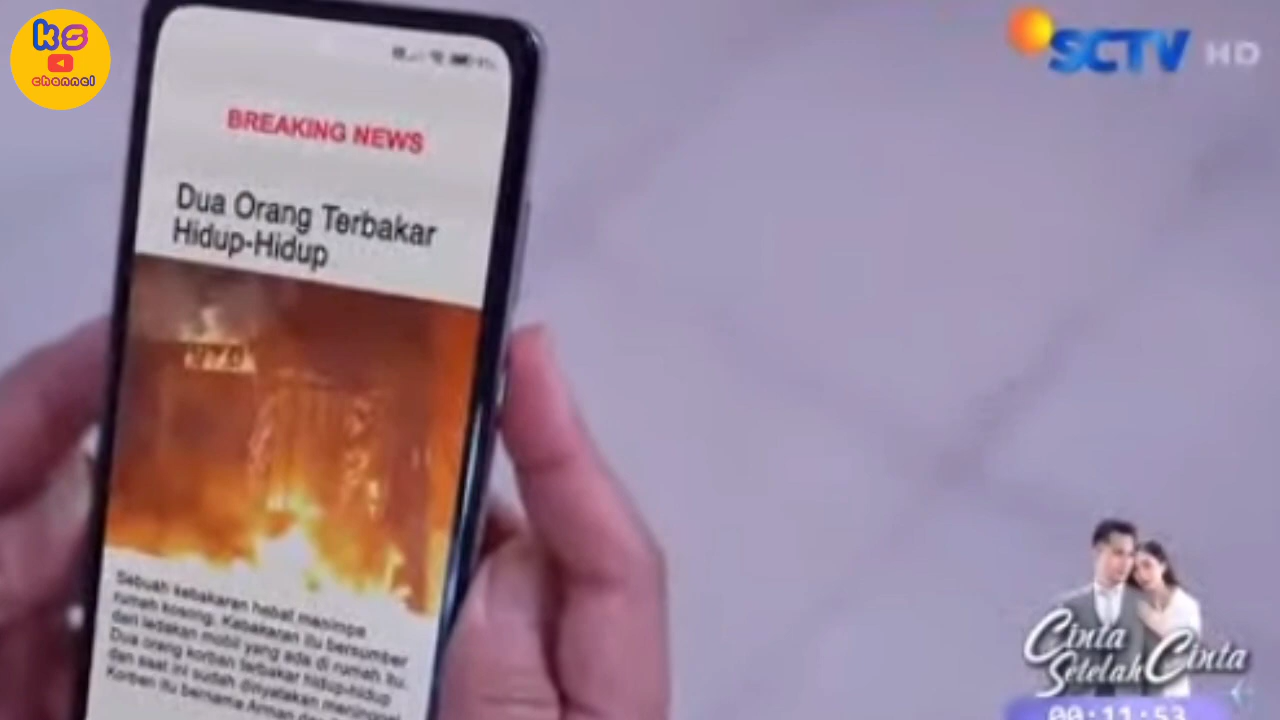 KS
channel
SCTV HD
BREAKING NEWS
Dua Orang Terbakar
Hidup-Hidup
Sebuah kebakaran hebat menimpa
rumah kosong. Kebakaran itu bersumber
dari ledakan mobil yang ada di rumah itu.
Dua orang korban terbakar hidup-hidup
dan saat ini sudah dinyatakan meninggal
Korban itu bernama Arman dan
Cinta
Setelah Cinta
00:11:53